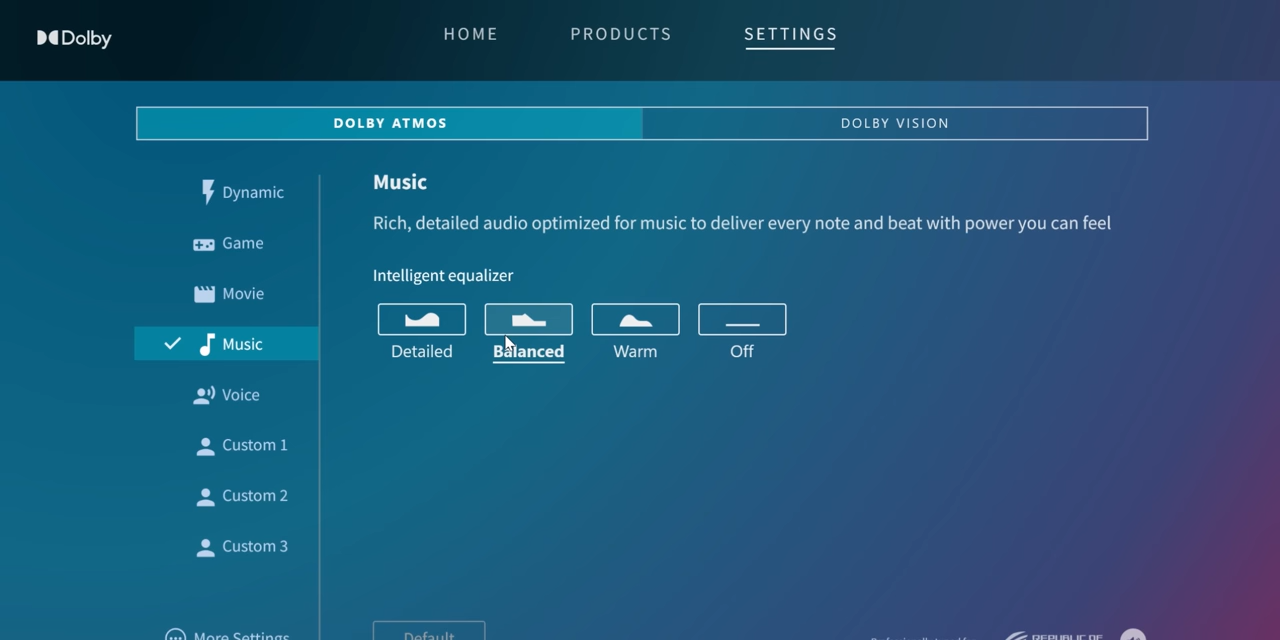 Dolby
HOME PRODUCTS SETTINGS
DOLBY ATMOS DOLBY VISION
Dynamic
Game
Movie
Music
Voice
Custom 1
Custom 2
Custom 3
More Settings
Music
Rich, detailed audio optimized for music to deliver every note and beat with power you can feel
Intelligent equalizer
Detailed Balanced Warm Off
Default
REPUBLIC OF